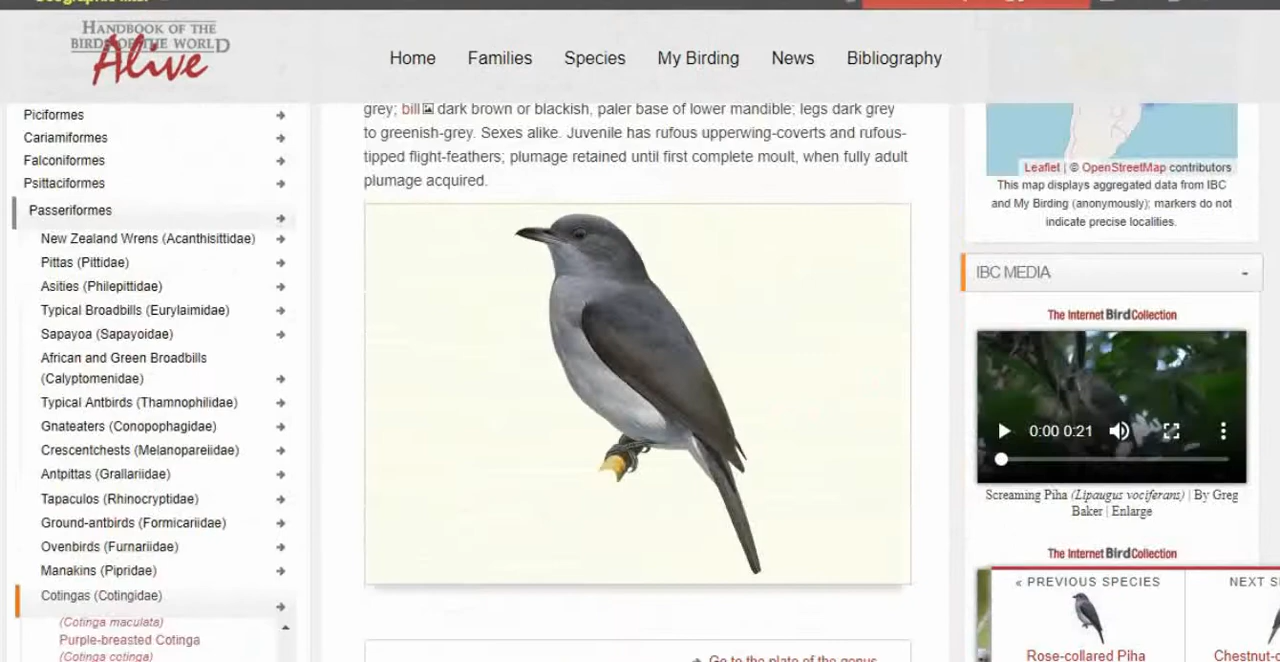 HANDBOOK OF THE
BIRDS OF THE WORLD
Alive
Home
Families
Species
My Birding
News
Bibliography
Piciformes
Cariamiformes
Falconiformes
Psittaciformes
Passeriformes
New Zealand Wrens (Acanthisittidae)
Pittas (Pittidae)
Asities (Philepittidae)
Typical Broadbills (Eurylaimidae)
Sapayoa (Sapayoidae)
African and Green Broadbills
(Calyptomenidae)
Typical Antbirds (Thamnophilidae)
Gnateaters (Conopophagidae)
Crescentchests (Melanopareiidae)
Antpittas (Grallariidae)
Tapaculos (Rhinocryptidae)
Ground-antbirds (Formicariidae)
Ovenbirds (Furnariidae)
Manakins (Pipridae)
Cotingas (Cotingidae)
(Cotinga maculata)
Purple-breasted Cotinga
(Cotinga cotinga)
grey; bill dark brown or blackish, paler base of lower mandible; legs dark grey
to greenish-grey. Sexes alike. Juvenile has rufous upperwing-coverts and rufous-
tipped flight-feathers; plumage retained until first complete moult, when fully adult
plumage acquired.
Go to the plate of the genus
Leaflet | © OpenStreetMap contributors
This map displays aggregated data from IBC
and My Birding (anonymously); markers do not
indicate precise localities.
IBC MEDIA
The Internet Bird Collection
0:00 0:21
Screaming Piha (Lipaugus vociferans) | By Greg
Baker | Enlarge
The Internet Bird Collection
« PREVIOUS SPECIES
Rose-collared Piha
NEXT